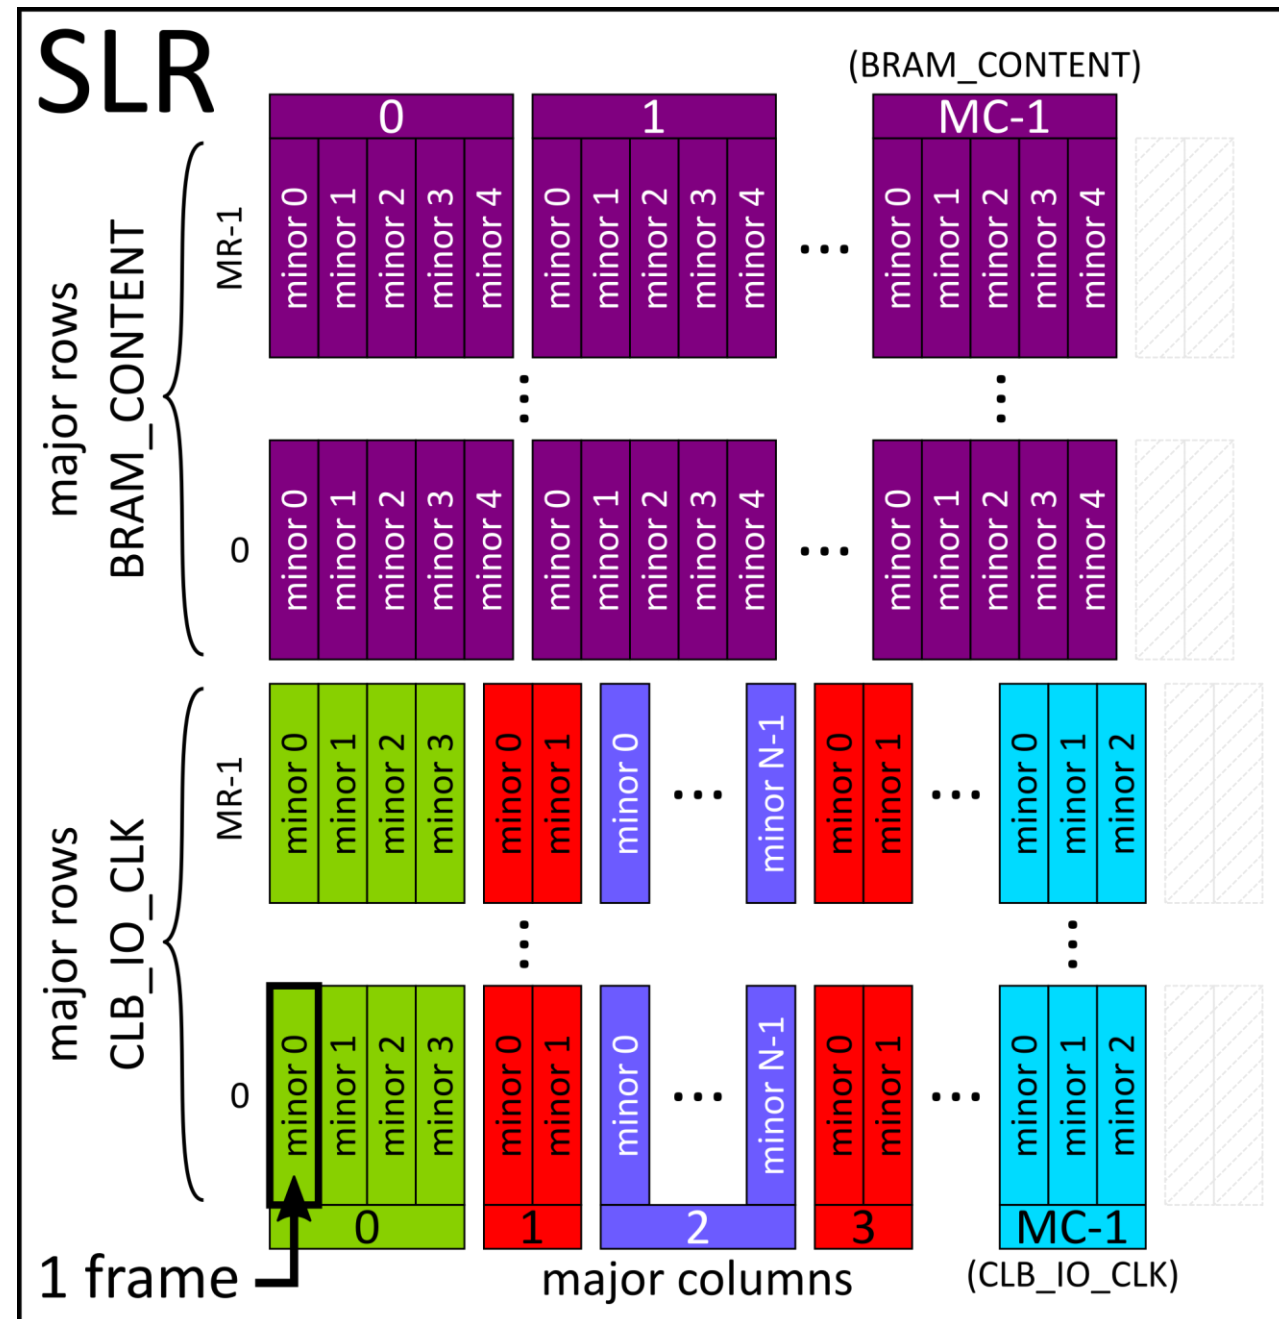 SLR
(BRAM_CONTENT)
0 1 MC-1
major rows
BRAM_CONTENT
MR-1
minor 0 minor 1 minor 2 minor 3 minor 4 minor 0 minor 1 minor 2 minor 3 minor 4 ... minor 0 minor 1 minor 2 minor 3 minor 4
0
minor 0 minor 1 minor 2 minor 3 minor 4 minor 0 minor 1 minor 2 minor 3 minor 4 ... minor 0 minor 1 minor 2 minor 3 minor 4
major rows
CLB_IO_CLK
MR-1
minor 0 minor 1 minor 2 minor 3 minor 0 minor 1 minor 0 ... minor N-1 minor 0 minor 1 ... minor 0 minor 1 minor 2
0
minor 0 minor 1 minor 2 minor 3 minor 0 minor 1 minor 0 ... minor N-1 minor 0 minor 1 ... minor 0 minor 1 minor 2
0 1 2 3 MC-1
1 frame
major columns
(CLB_IO_CLK)